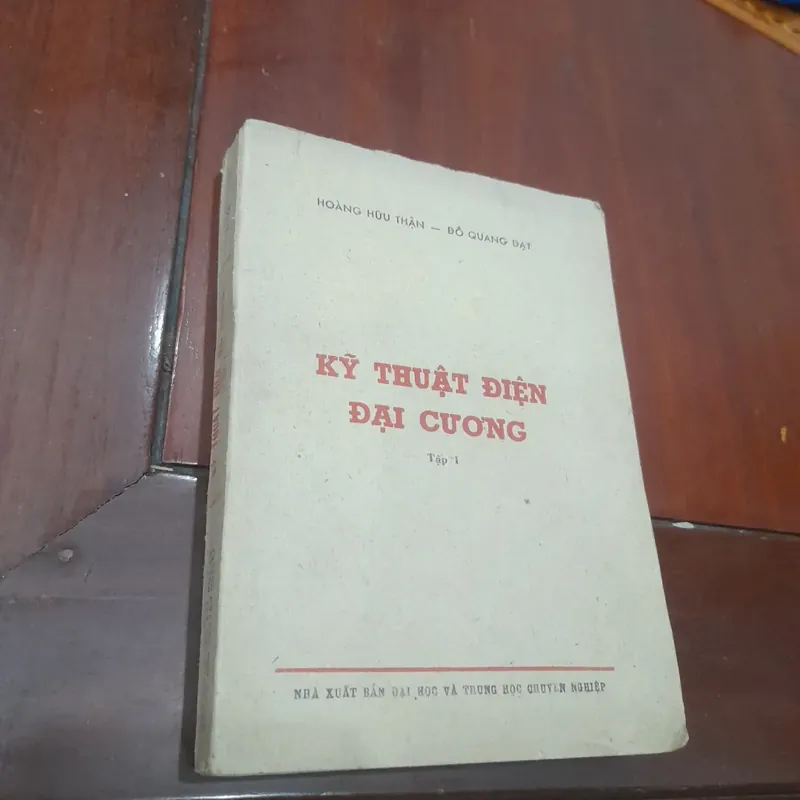 HOÀNG HỮU THẬN — ĐỖ QUANG ĐẠT
KỸ THUẬT ĐIỆN
ĐẠI CƯƠNG
Tập 1
NHÀ XUẤT BẢN ĐẠI HỌC VÀ TRUNG HỌC CHUYÊN NGHIỆP